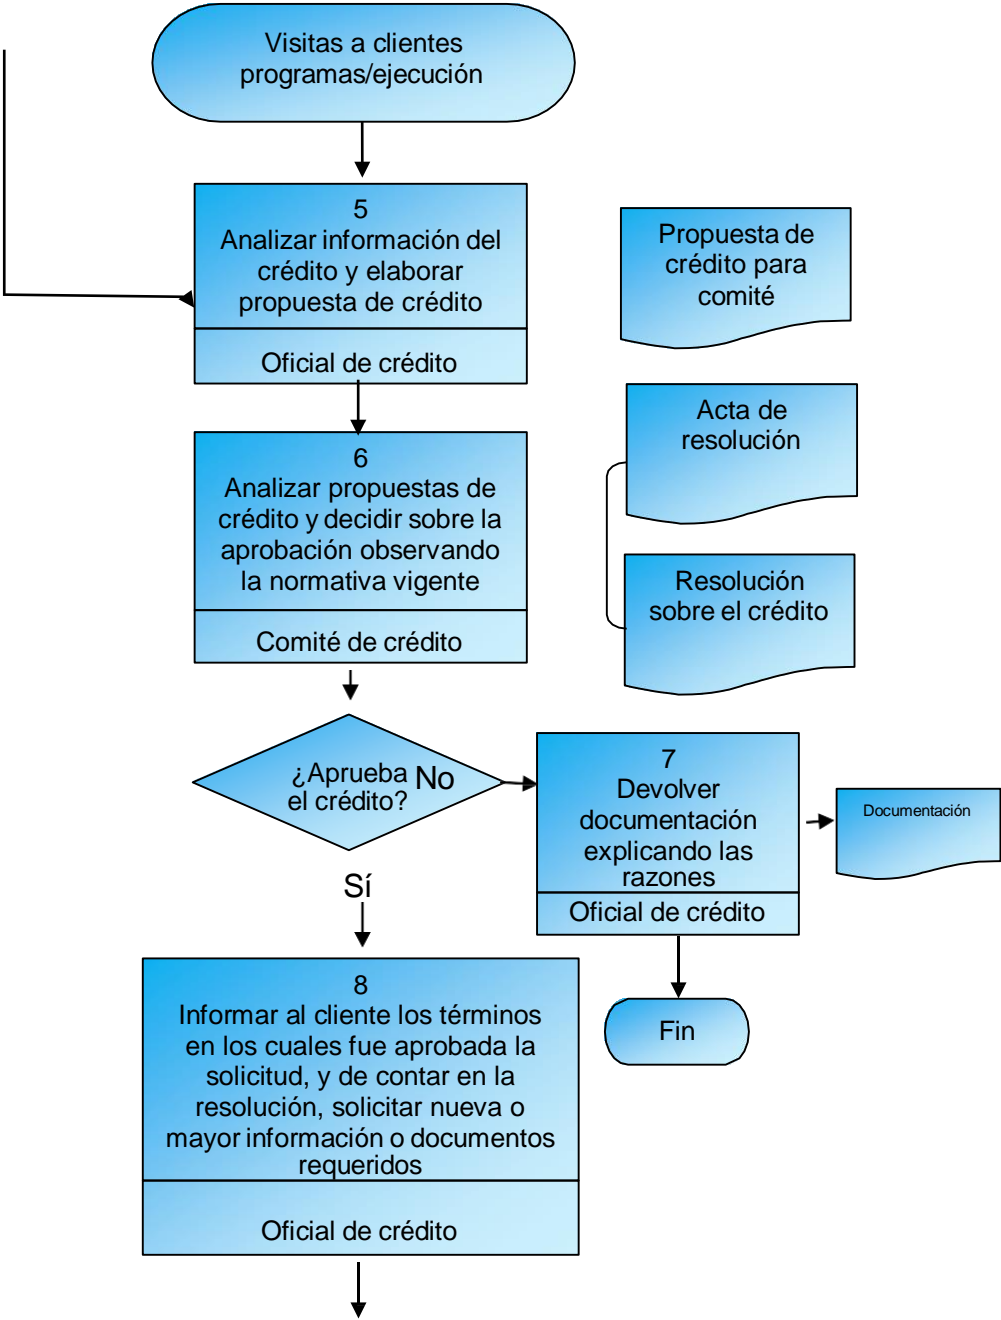 Visitas a clientes
programas/ejecución
5
Analizar información del
crédito y elaborar
propuesta de crédito
Oficial de crédito
Propuesta de
crédito para
comité
Acta de
resolución
6
Analizar propuestas de
crédito y decidir sobre la
aprobación observando
la normativa vigente
Comité de crédito
Resolución
sobre el crédito
¿Aprueba
el crédito?
No
7
Devolver
documentación
explicando las
razones
Oficial de crédito
Documentación
Fin
Sí
8
Informar al cliente los términos
en los cuales fue aprobada la
solicitud, y de contar en la
resolución, solicitar nueva o
mayor información o documentos
requeridos
Oficial de crédito